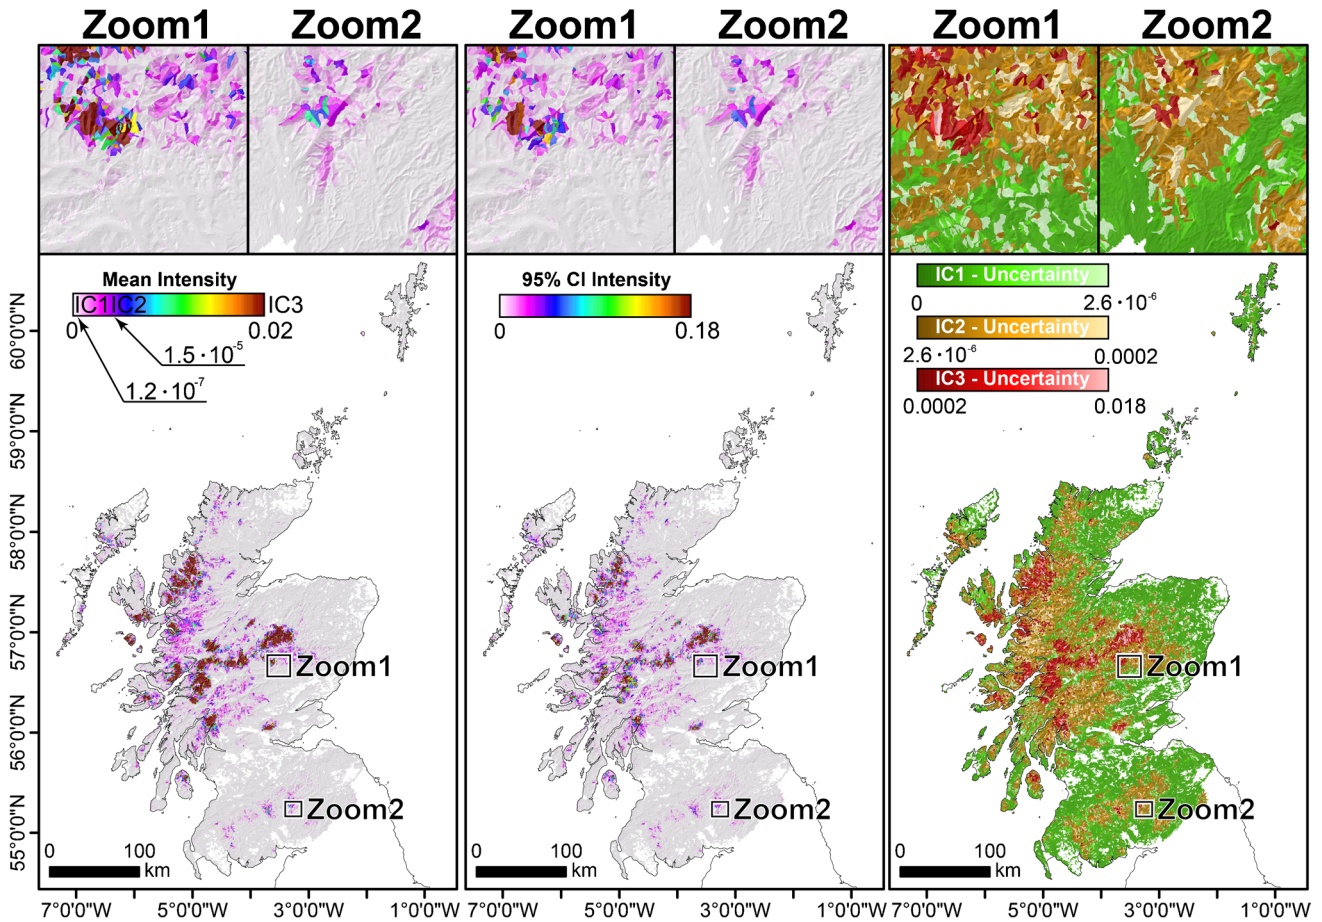 Zoom1 Zoom2 Zoom1 Zoom2 Zoom1 Zoom2
Mean Intensity
IC1 IC2 IC3
0 0.02
1.5·10-5
1.2·10-7
95% CI Intensity
0 0.18
IC1 - Uncertainty
0 2.6·10-6
IC2 - Uncertainty
2.6·10-6 0.0002
IC3 - Uncertainty
0.0002 0.018
60°0'0"N
59°0'0"N
58°0'0"N
57°0'0"N
56°0'0"N
55°0'0"N
Zoom1 Zoom1 Zoom1
Zoom2 Zoom2 Zoom2
0 100 0 100 0 100
km km km
7°0'0"W 5°0'0"W 3°0'0"W 1°0'0"W 7°0'0"W 5°0'0"W 3°0'0"W 1°0'0"W 7°0'0"W 5°0'0"W 3°0'0"W 1°0'0"W